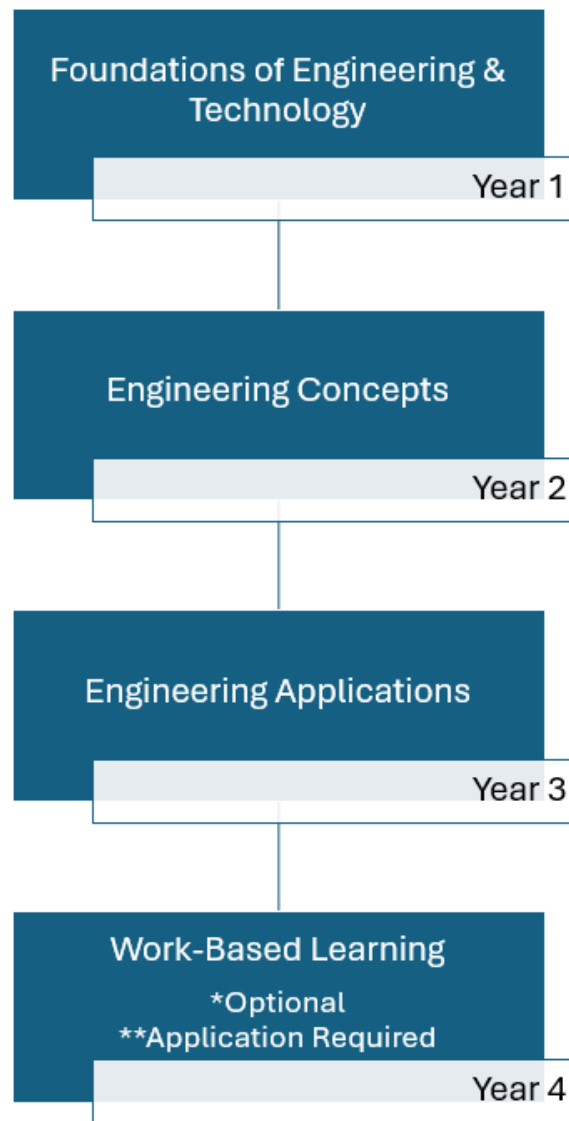 Foundations of Engineering &
Technology
Year 1
Engineering Concepts
Year 2
Engineering Applications
Year 3
Work-Based Learning
*Optional
**Application Required
Year 4